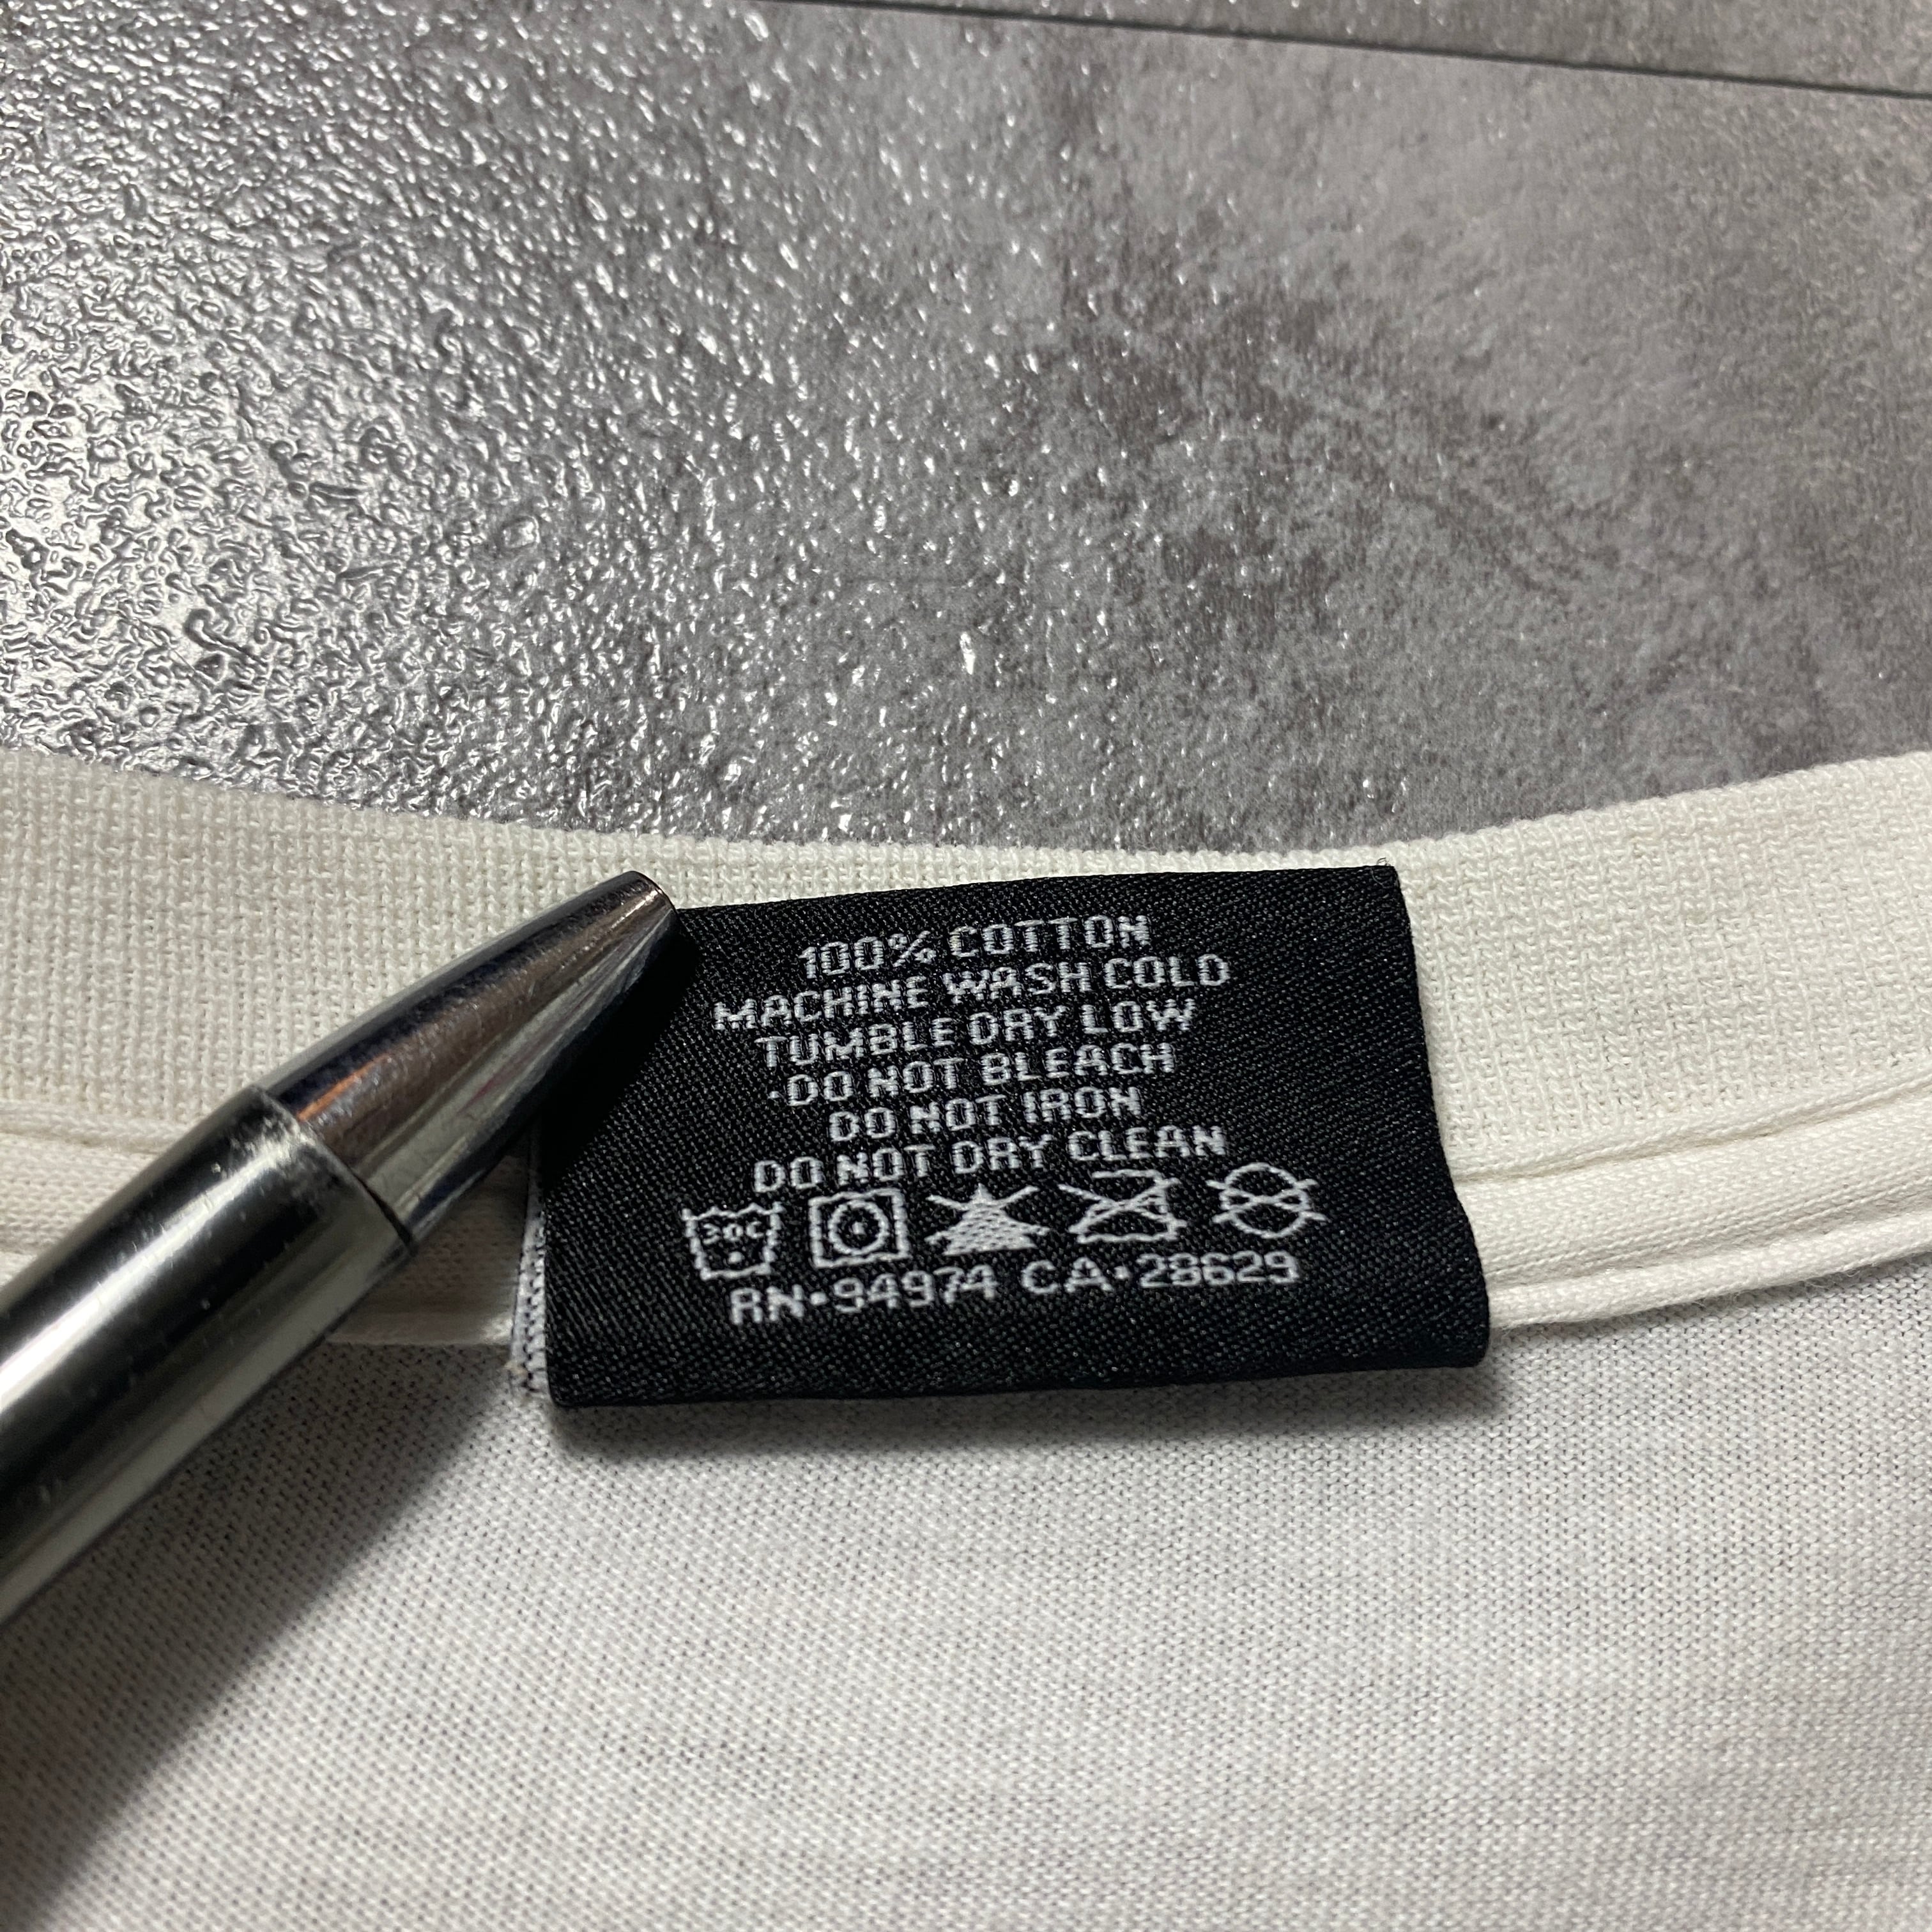 100% COTTON
MACHINE WASH COLD
TUMBLE DRY LOW
·DO NOT BLEACH
DO NOT IRON
DO NOT DRY CLEAN
30C
RN·94974 CA·28629